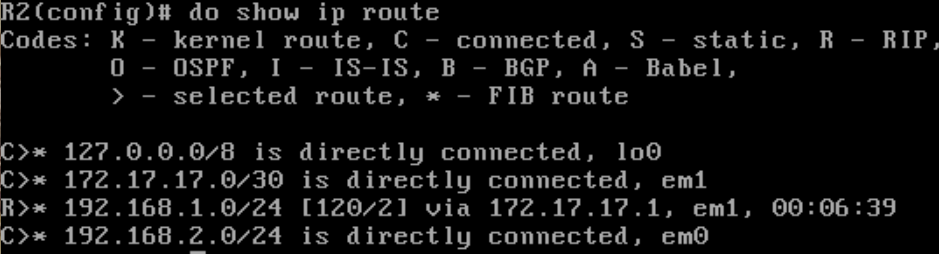 R2(config)# do show ip route
Codes: K - kernel route, C - connected, S - static, R - RIP,
       O - OSPF, I - IS-IS, B - BGP, A - Babel,
       > - selected route, * - FIB route

C>* 127.0.0.0/8 is directly connected, lo0
C>* 172.17.17.0/30 is directly connected, em1
R>* 192.168.1.0/24 [120/2] via 172.17.17.1, em1, 00:06:39
C>* 192.168.2.0/24 is directly connected, em0